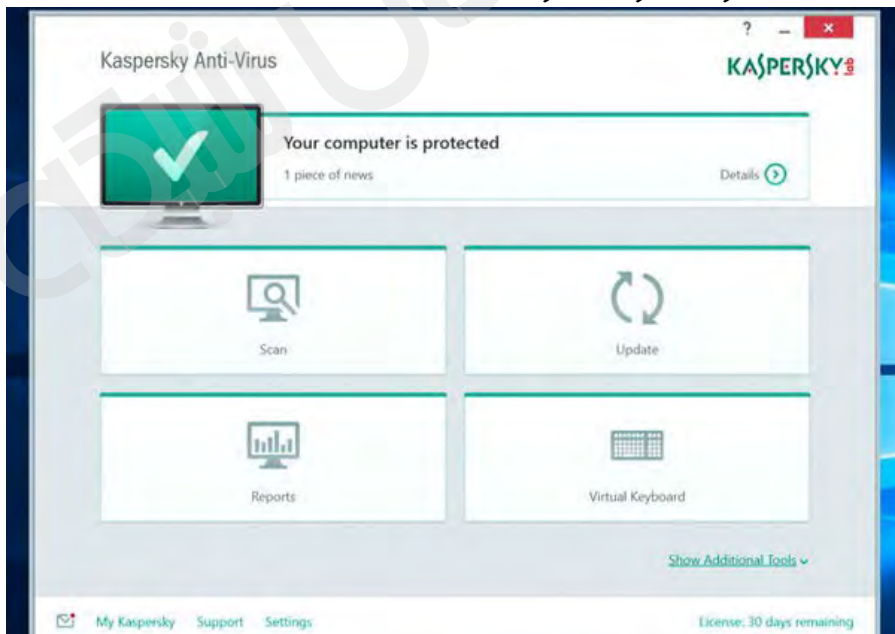 ? – ×
Kaspersky Anti-Virus
KASPERSKY lab
Your computer is protected
1 piece of news
Details
Scan
Update
Reports
Virtual Keyboard
Show Additional Tools
My Kaspersky Support Settings
License: 30 days remaining